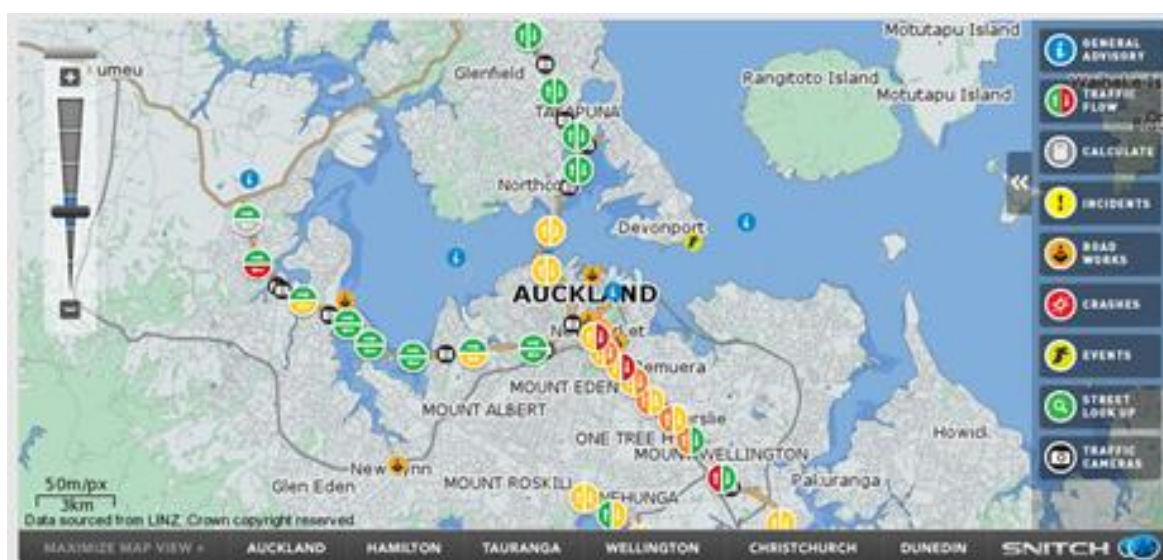 Motutapu Island
GENERAL
ADVISORY
umeu
Glenfield
Rangitoto Island
Motutapu Island
TRAFFIC
FLOW
TAKAPUNA
CALCULATE
Northco
INCIDENTS
Devonport
ROAD
WORKS
AUCKLAND
CRASHES
MOUNT EDEN
emuera
EVENTS
MOUNT ALBERT
rslie
STREET
LOOK UP
ONE TREE H
Howick
MOUNT WELLINGTON
TRAFFIC
CAMERAS
50m/px
Glen Eden
MOUNT ROSKILL
NEHUNGA
Pakuranga
3km
Data sourced from LINZ. Crown copyright reserved.
MAXIMIZE MAP VIEW +
AUCKLAND
HAMILTON
TAURANGA
WELLINGTON
CHRISTCHURCH
DUNEDIN
SNITCH